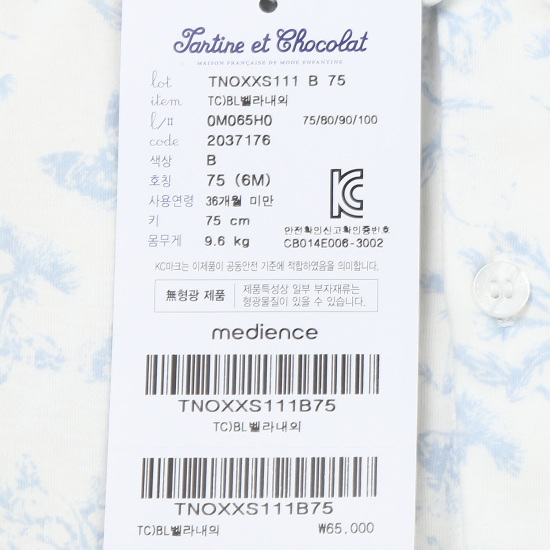 Tartine et Chocolat
MAISON FRANÇAISE DE MODE ENFANTINE
lot TNOXXS111 B 75
item TC)BL벨라내의
l/# 0M065H0 75/80/90/100
code 2037176
색상 B
호칭 75 (6M)
사용연령 36개월 미만
키 75 cm
몸무게 9.6 kg
안전확인신고확인증번호
CB014E006-3002
KC마크는 이제품이 공동안전 기준에 적합하였음을 의미합니다.
無형광 제품 제품특성상 일부 부자재류는
형광물질이 있을 수 있습니다.
medience
TNOXXS111B75
TC)BL벨라내의
TNOXXS111B75
TC)BL벨라내의 ₩65,000